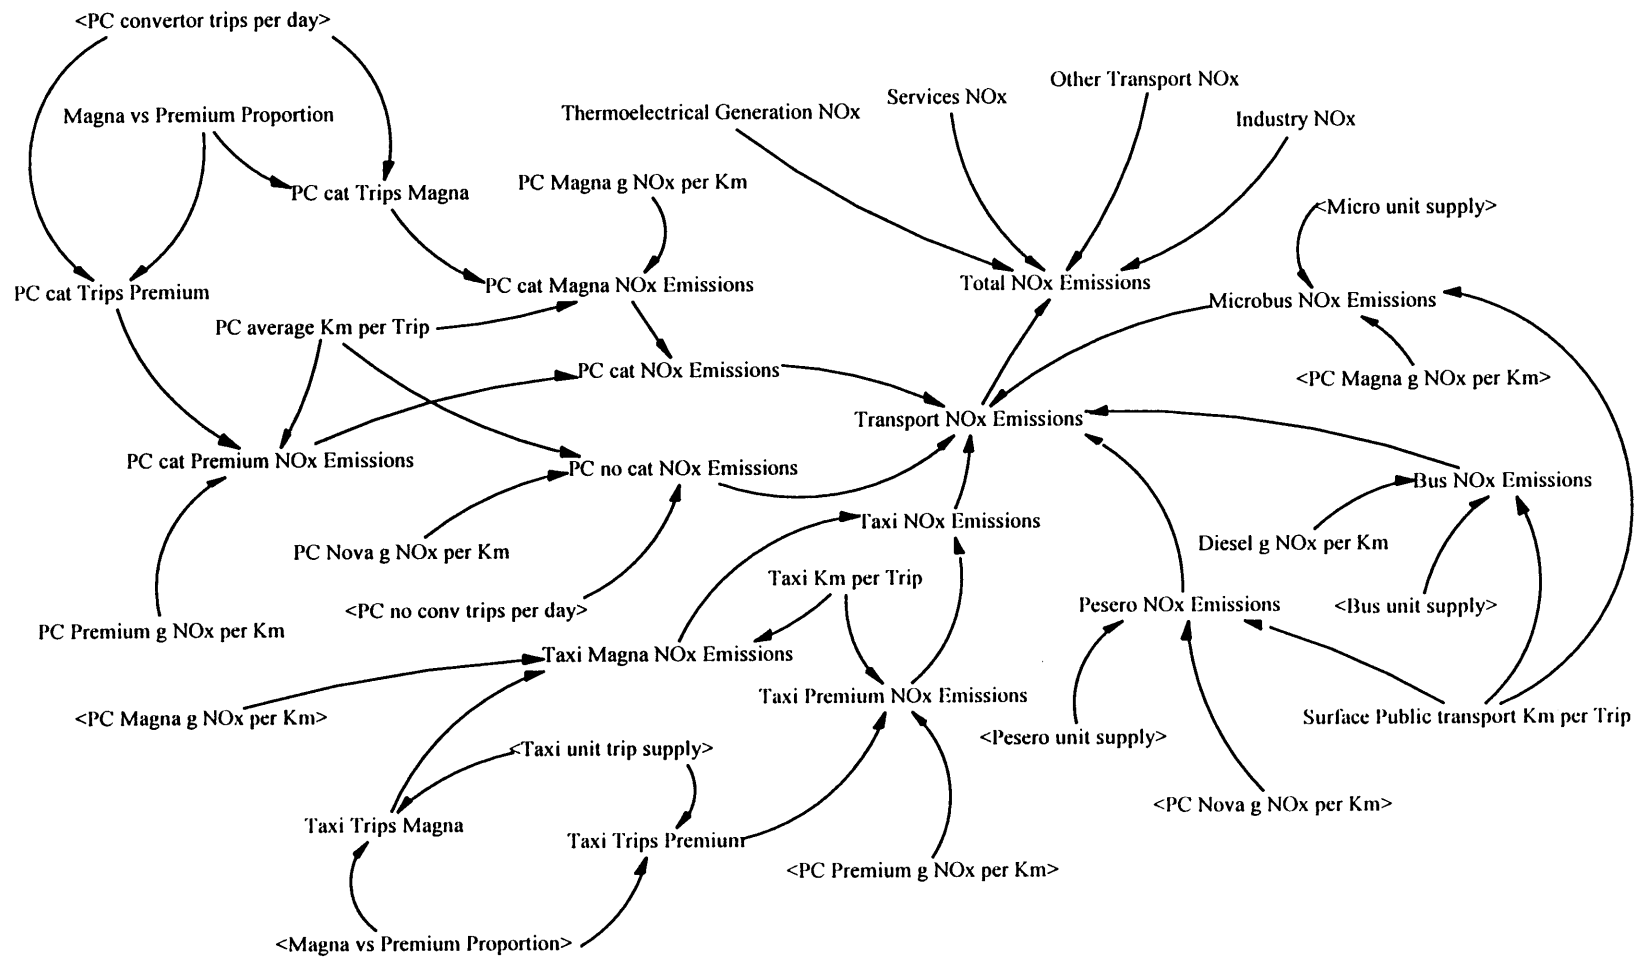 <PC convertor trips per day>
Other Transport NOx
Services NOx
Thermoelectrical Generation NOx
Magna vs Premium Proportion
Industry NOx
PC Magna g NOx per Km
PC cat Trips Magna
<Micro unit supply>
Total NOx Emissions
PC cat Magna NOx Emissions
PC cat Trips Premium
Microbus NOx Emissions
PC average Km per Trip
PC cat NOx Emissions
<PC Magna g NOx per Km>
Transport NOx Emissions
PC cat Premium NOx Emissions
PC no cat NOx Emissions
Bus NOx Emissions
Taxi NOx Emissions
Diesel g NOx per Km
PC Nova g NOx per Km
Taxi Km per Trip
<PC no conv trips per day>
Pesero NOx Emissions
<Bus unit supply>
PC Premium g NOx per Km
Taxi Magna NOx Emissions
Taxi Premium NOx Emissions
<PC Magna g NOx per Km>
Surface Public transport Km per Trip
<Pesero unit supply>
<Taxi unit trip supply>
<PC Nova g NOx per Km>
Taxi Trips Magna
Taxi Trips Premium
<PC Premium g NOx per Km>
<Magna vs Premium Proportion>